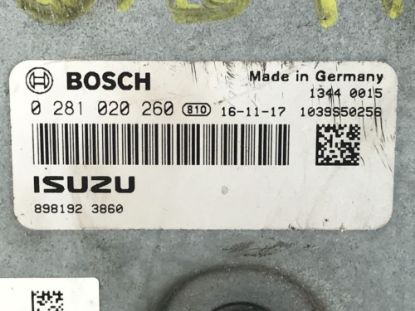 BOSCH
Made in Germany
1344 0015
0 281 020 260 810 16-11-17 1039S50256
ISUZU
898192 3860